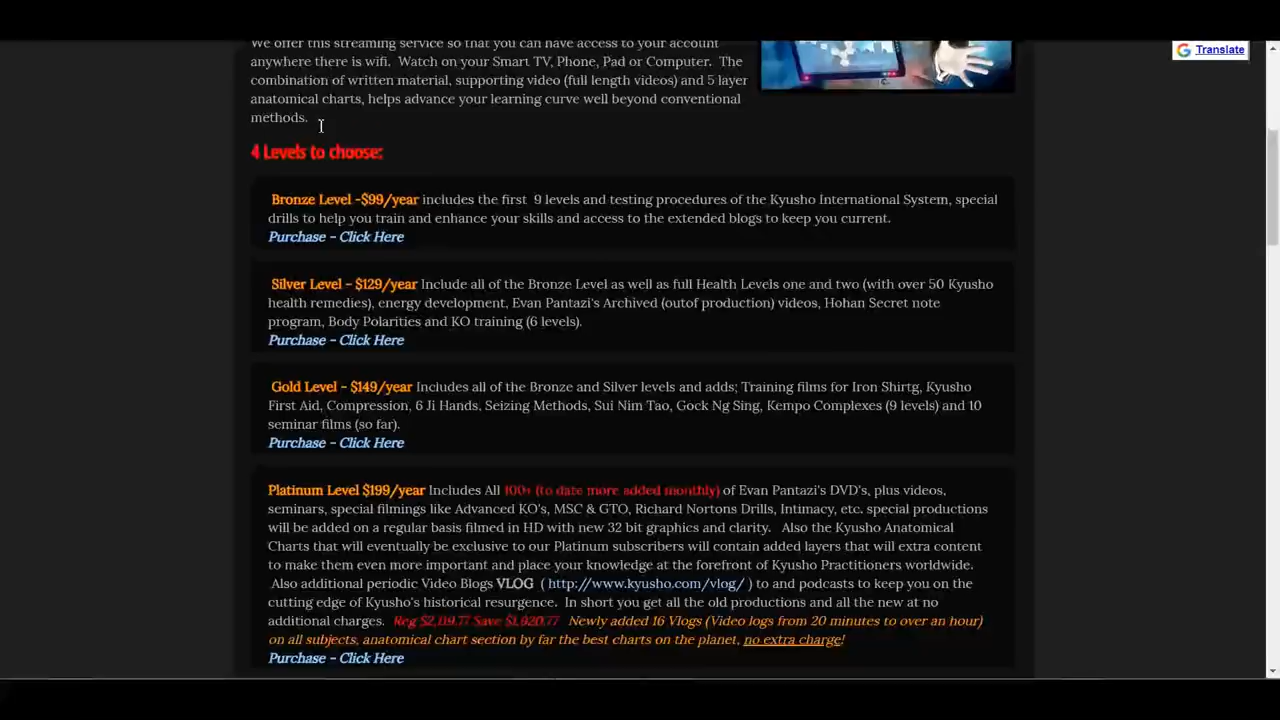 We offer this streaming service so that you can have access to your account
anywhere there is wifi. Watch on your Smart TV, Phone, Pad or Computer. The
combination of written material, supporting video (full length videos) and 5 layer
anatomical charts, helps advance your learning curve well beyond conventional
methods.
Translate
4 Levels to choose:
Bronze Level -$99/year includes the first 9 levels and testing procedures of the Kyusho International System, special
drills to help you train and enhance your skills and access to the extended blogs to keep you current.
Purchase - Click Here
Silver Level - $129/year Include all of the Bronze Level as well as full Health Levels one and two (with over 50 Kyusho
health remedies), energy development, Evan Pantazi's Archived (outof production) videos, Hohan Secret note
program, Body Polarities and KO training (6 levels).
Purchase - Click Here
Gold Level - $149/year Includes all of the Bronze and Silver levels and adds; Training films for Iron Shirtg, Kyusho
First Aid, Compression, 6 Ji Hands, Seizing Methods, Sui Nim Tao, Gock Ng Sing, Kempo Complexes (9 levels) and 10
seminar films (so far).
Purchase - Click Here
Platinum Level $199/year Includes All 100+ (to date more added monthly) of Evan Pantazi's DVD's, plus videos,
seminars, special filmings like Advanced KO's, MSC & GTO, Richard Nortons Drills, Intimacy, etc. special productions
will be added on a regular basis filmed in HD with new 32 bit graphics and clarity. Also the Kyusho Anatomical
Charts that will eventually be exclusive to our Platinum subscribers will contain added layers that will extra content
to make them even more important and place your knowledge at the forefront of Kyusho Practitioners worldwide.
Also additional periodic Video Blogs VLOG ( http://www.kyusho.com/vlog/ ) to and podcasts to keep you on the
cutting edge of Kyusho's historical resurgence. In short you get all the old productions and all the new at no
additional charges. Reg $2,119.77 Save $1,920.77 Newly added 16 Vlogs (Video logs from 20 minutes to over an hour)
on all subjects, anatomical chart section by far the best charts on the planet, no extra charge!
Purchase - Click Here